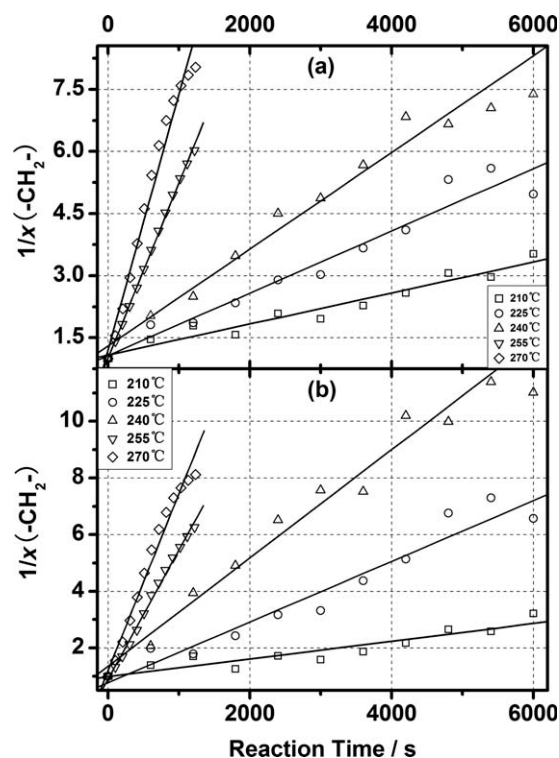 0 2000 4000 6000
(a)
7.5
6.0
4.5
3.0
1.5
1/x (-CH2-)
210℃
225℃
240℃
255℃
270℃
(b)
210℃
225℃
240℃
255℃
270℃
10
8
6
4
2
1/x (-CH2-)
0 2000 4000 6000
Reaction Time / s